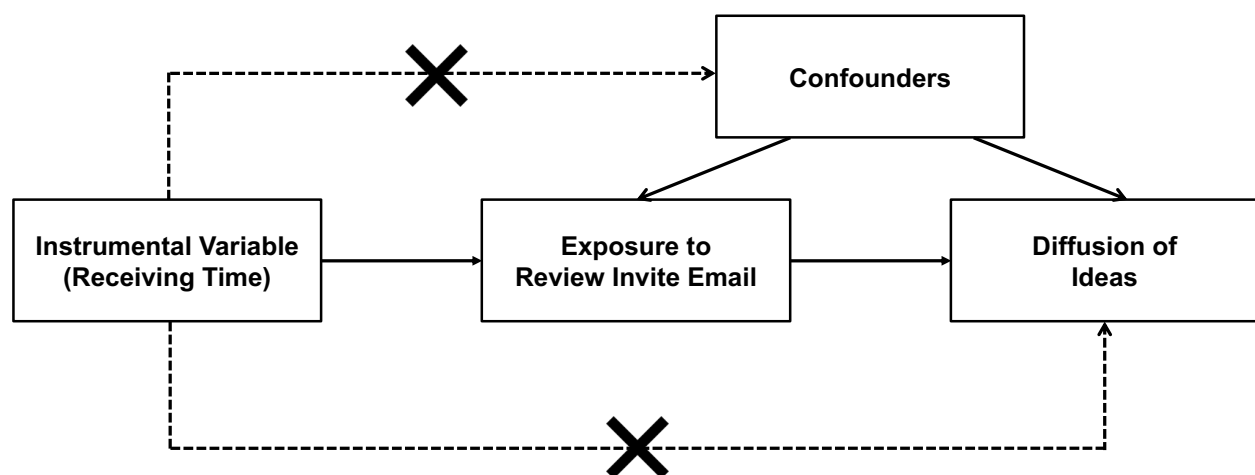 Confounders
Instrumental Variable
(Receiving Time)
Exposure to
Review Invite Email
Diffusion of
Ideas